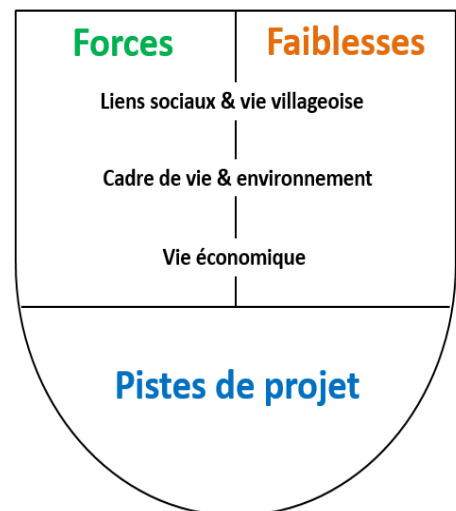 Forces
Faiblesses
Liens sociaux & vie villageoise
Cadre de vie & environnement
Vie économique
Pistes de projet